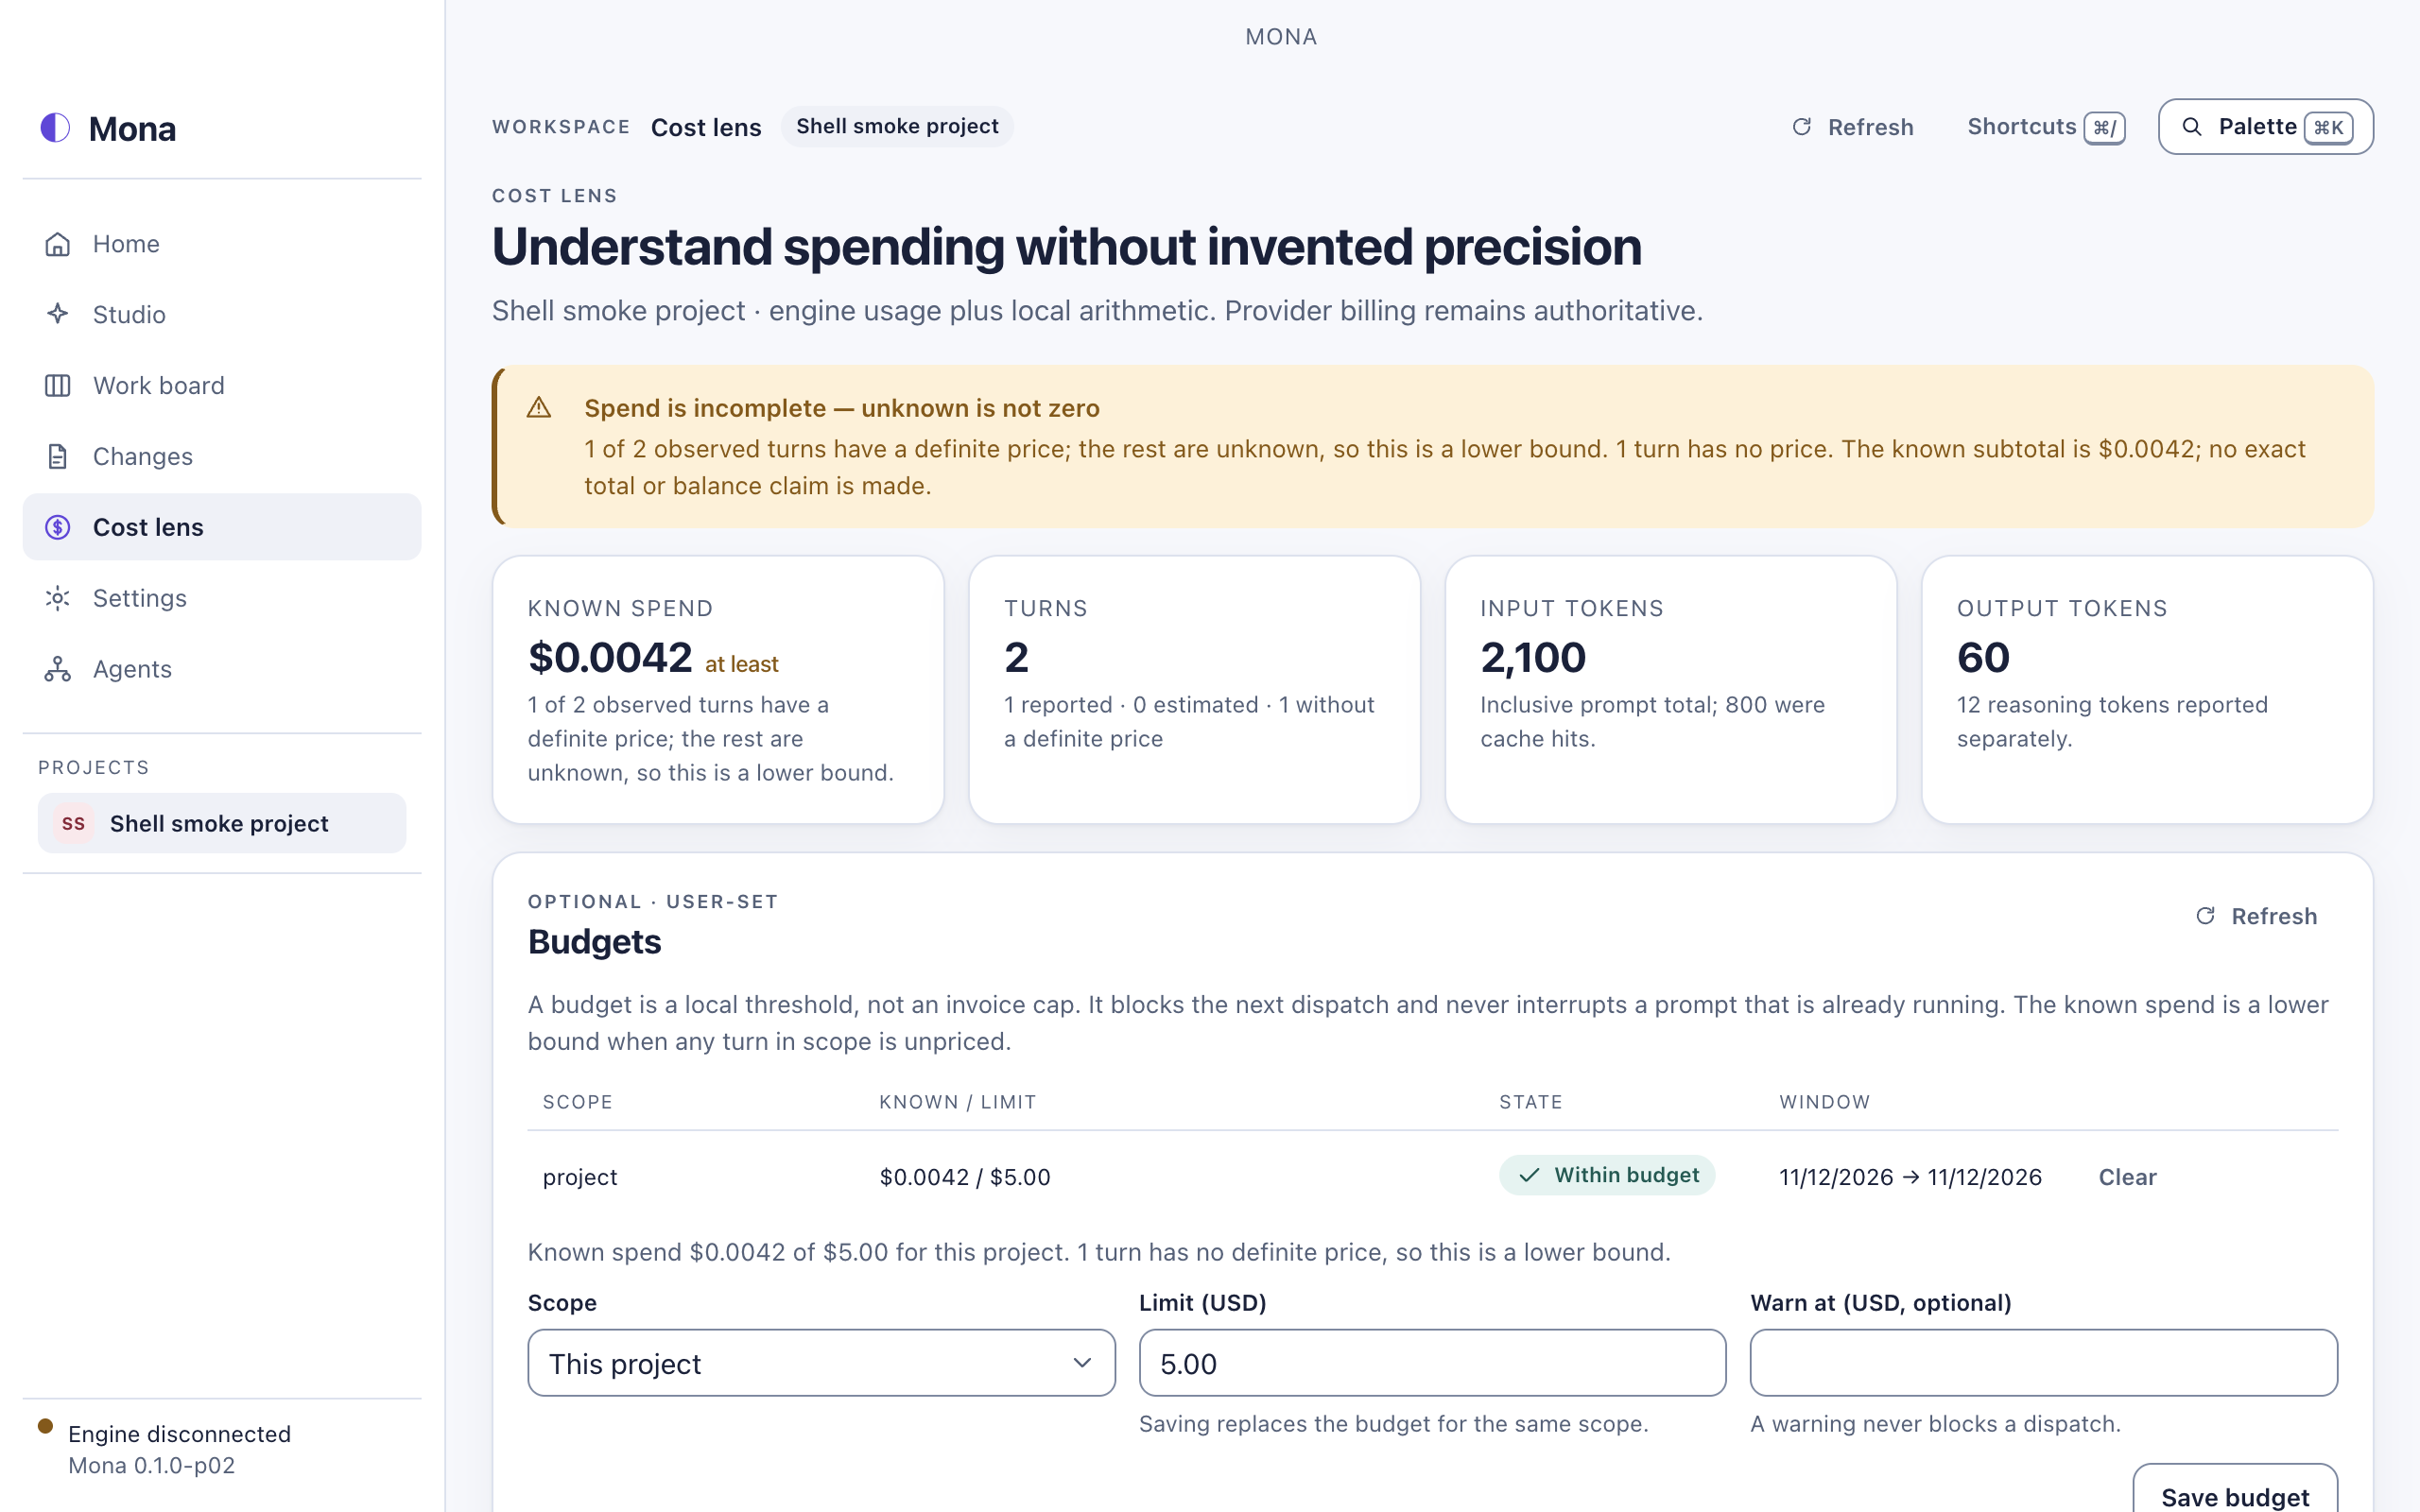 MONA
Mona
Home
Studio
Work board
Changes
Cost lens
Settings
Agents
PROJECTS
SS Shell smoke project
Engine disconnected
Mona 0.1.0-p02
WORKSPACE Cost lens Shell smoke project
Refresh Shortcuts ⌘/ Palette ⌘K
COST LENS
Understand spending without invented precision
Shell smoke project · engine usage plus local arithmetic. Provider billing remains authoritative.
Spend is incomplete — unknown is not zero
1 of 2 observed turns have a definite price; the rest are unknown, so this is a lower bound. 1 turn has no price. The known subtotal is $0.0042; no exact
total or balance claim is made.
KNOWN SPEND
$0.0042 at least
1 of 2 observed turns have a
definite price; the rest are
unknown, so this is a lower bound.
TURNS
2
1 reported · 0 estimated · 1 without
a definite price
INPUT TOKENS
2,100
Inclusive prompt total; 800 were
cache hits.
OUTPUT TOKENS
60
12 reasoning tokens reported
separately.
OPTIONAL · USER-SET
Budgets
Refresh
A budget is a local threshold, not an invoice cap. It blocks the next dispatch and never interrupts a prompt that is already running. The known spend is a lower
bound when any turn in scope is unpriced.
SCOPE KNOWN / LIMIT STATE WINDOW
project $0.0042 / $5.00 Within budget 11/12/2026 → 11/12/2026 Clear
Known spend $0.0042 of $5.00 for this project. 1 turn has no definite price, so this is a lower bound.
Scope
This project
Limit (USD)
5.00
Saving replaces the budget for the same scope.
Warn at (USD, optional)
A warning never blocks a dispatch.
Save budget